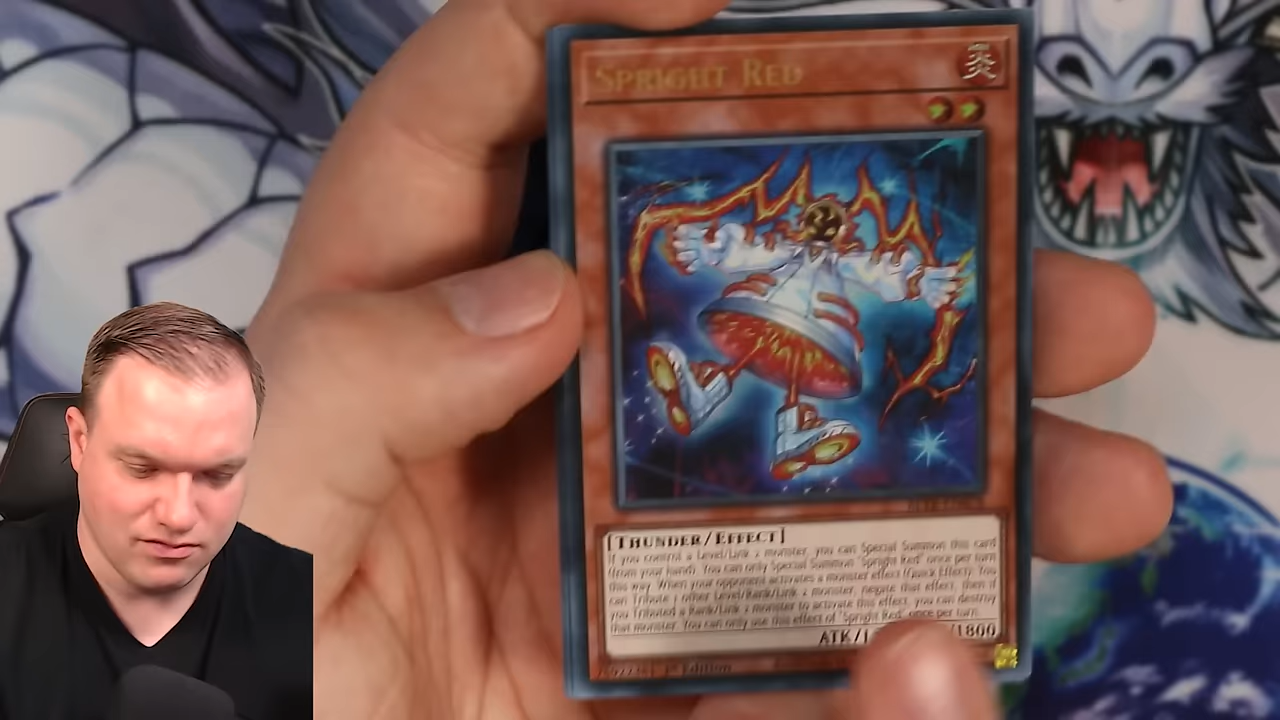 SPRIGHT RED
炎
[THUNDER/EFFECT]
If you control a Level/Link 2 monster, you can Special Summon this card
(from your hand). You can only Special Summon "Spright Red" once per turn
this way. When your opponent activates a monster effect (Quick Effect): You
can Tribute 1 other Level/Rank/Link 2 monster; negate that effect, then if
you Tributed a Rank/Link 2 monster to activate this effect, you can destroy
that monster. You can only use this effect of "Spright Red" once per turn.
ATK/1 /1800
1st Edition